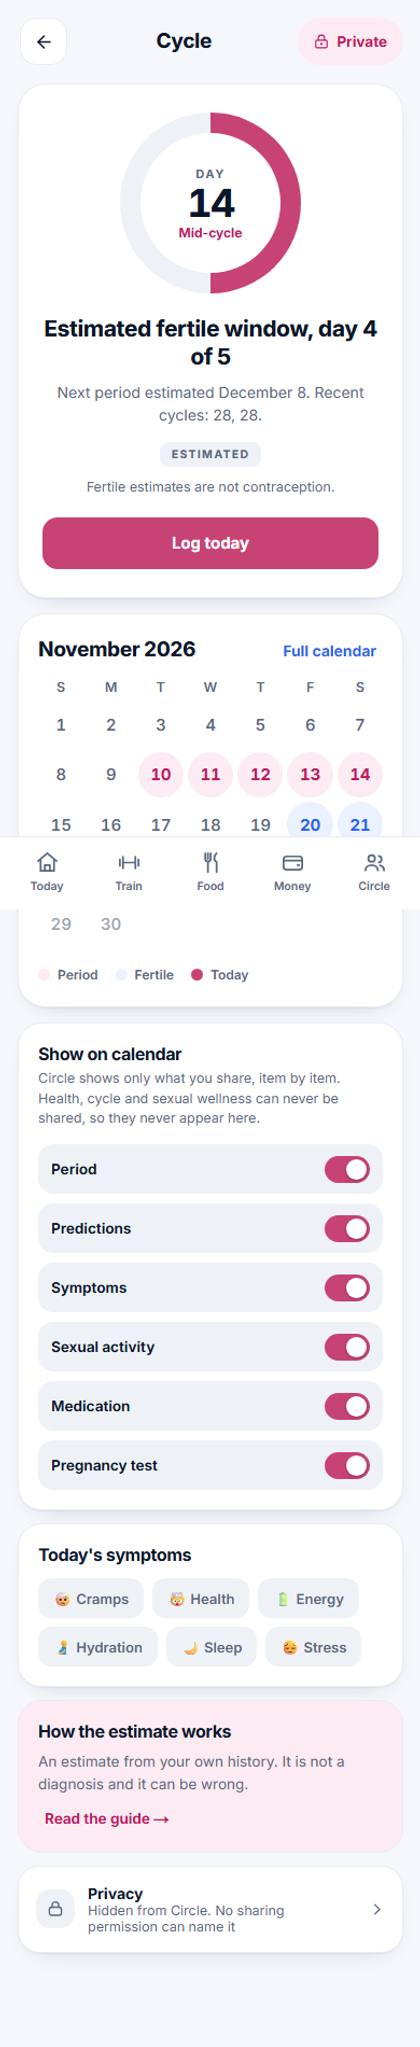 Cycle
Private
DAY
14
Mid-cycle
Estimated fertile window, day 4
of 5
Next period estimated December 8. Recent
cycles: 28, 28.
ESTIMATED
Fertile estimates are not contraception.
Log today
November 2026
Full calendar
S M T W T F S
1 2 3 4 5 6 7
8 9 10 11 12 13 14
15 16 17 18 19 20 21
Today Train Food Money Circle
29 30
Period Fertile Today
Show on calendar
Circle shows only what you share, item by item.
Health, cycle and sexual wellness can never be
shared, so they never appear here.
Period
Predictions
Symptoms
Sexual activity
Medication
Pregnancy test
Today's symptoms
Cramps Health Energy
Hydration Sleep Stress
How the estimate works
An estimate from your own history. It is not a
diagnosis and it can be wrong.
Read the guide →
Privacy
Hidden from Circle. No sharing
permission can name it